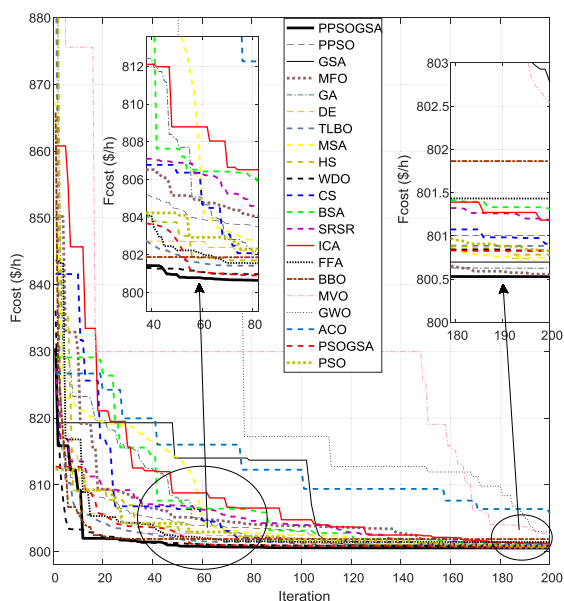 880
870
860
850
840
830
820
810
800
Fcost ($/h)
0
20
40
60
80
100
120
140
160
180
200
Iteration
812
810
808
806
804
802
800
Fcost ($/h)
40
60
80
PPSOGSA
PPSO
GSA
MFO
GA
DE
TLBO
MSA
HS
WDO
CS
BSA
SRSR
ICA
FFA
BBO
MVO
GWO
ACO
PSOGSA
PSO
803
802.5
802
801.5
801
800.5
800
Fcost ($/h)
180
190
200